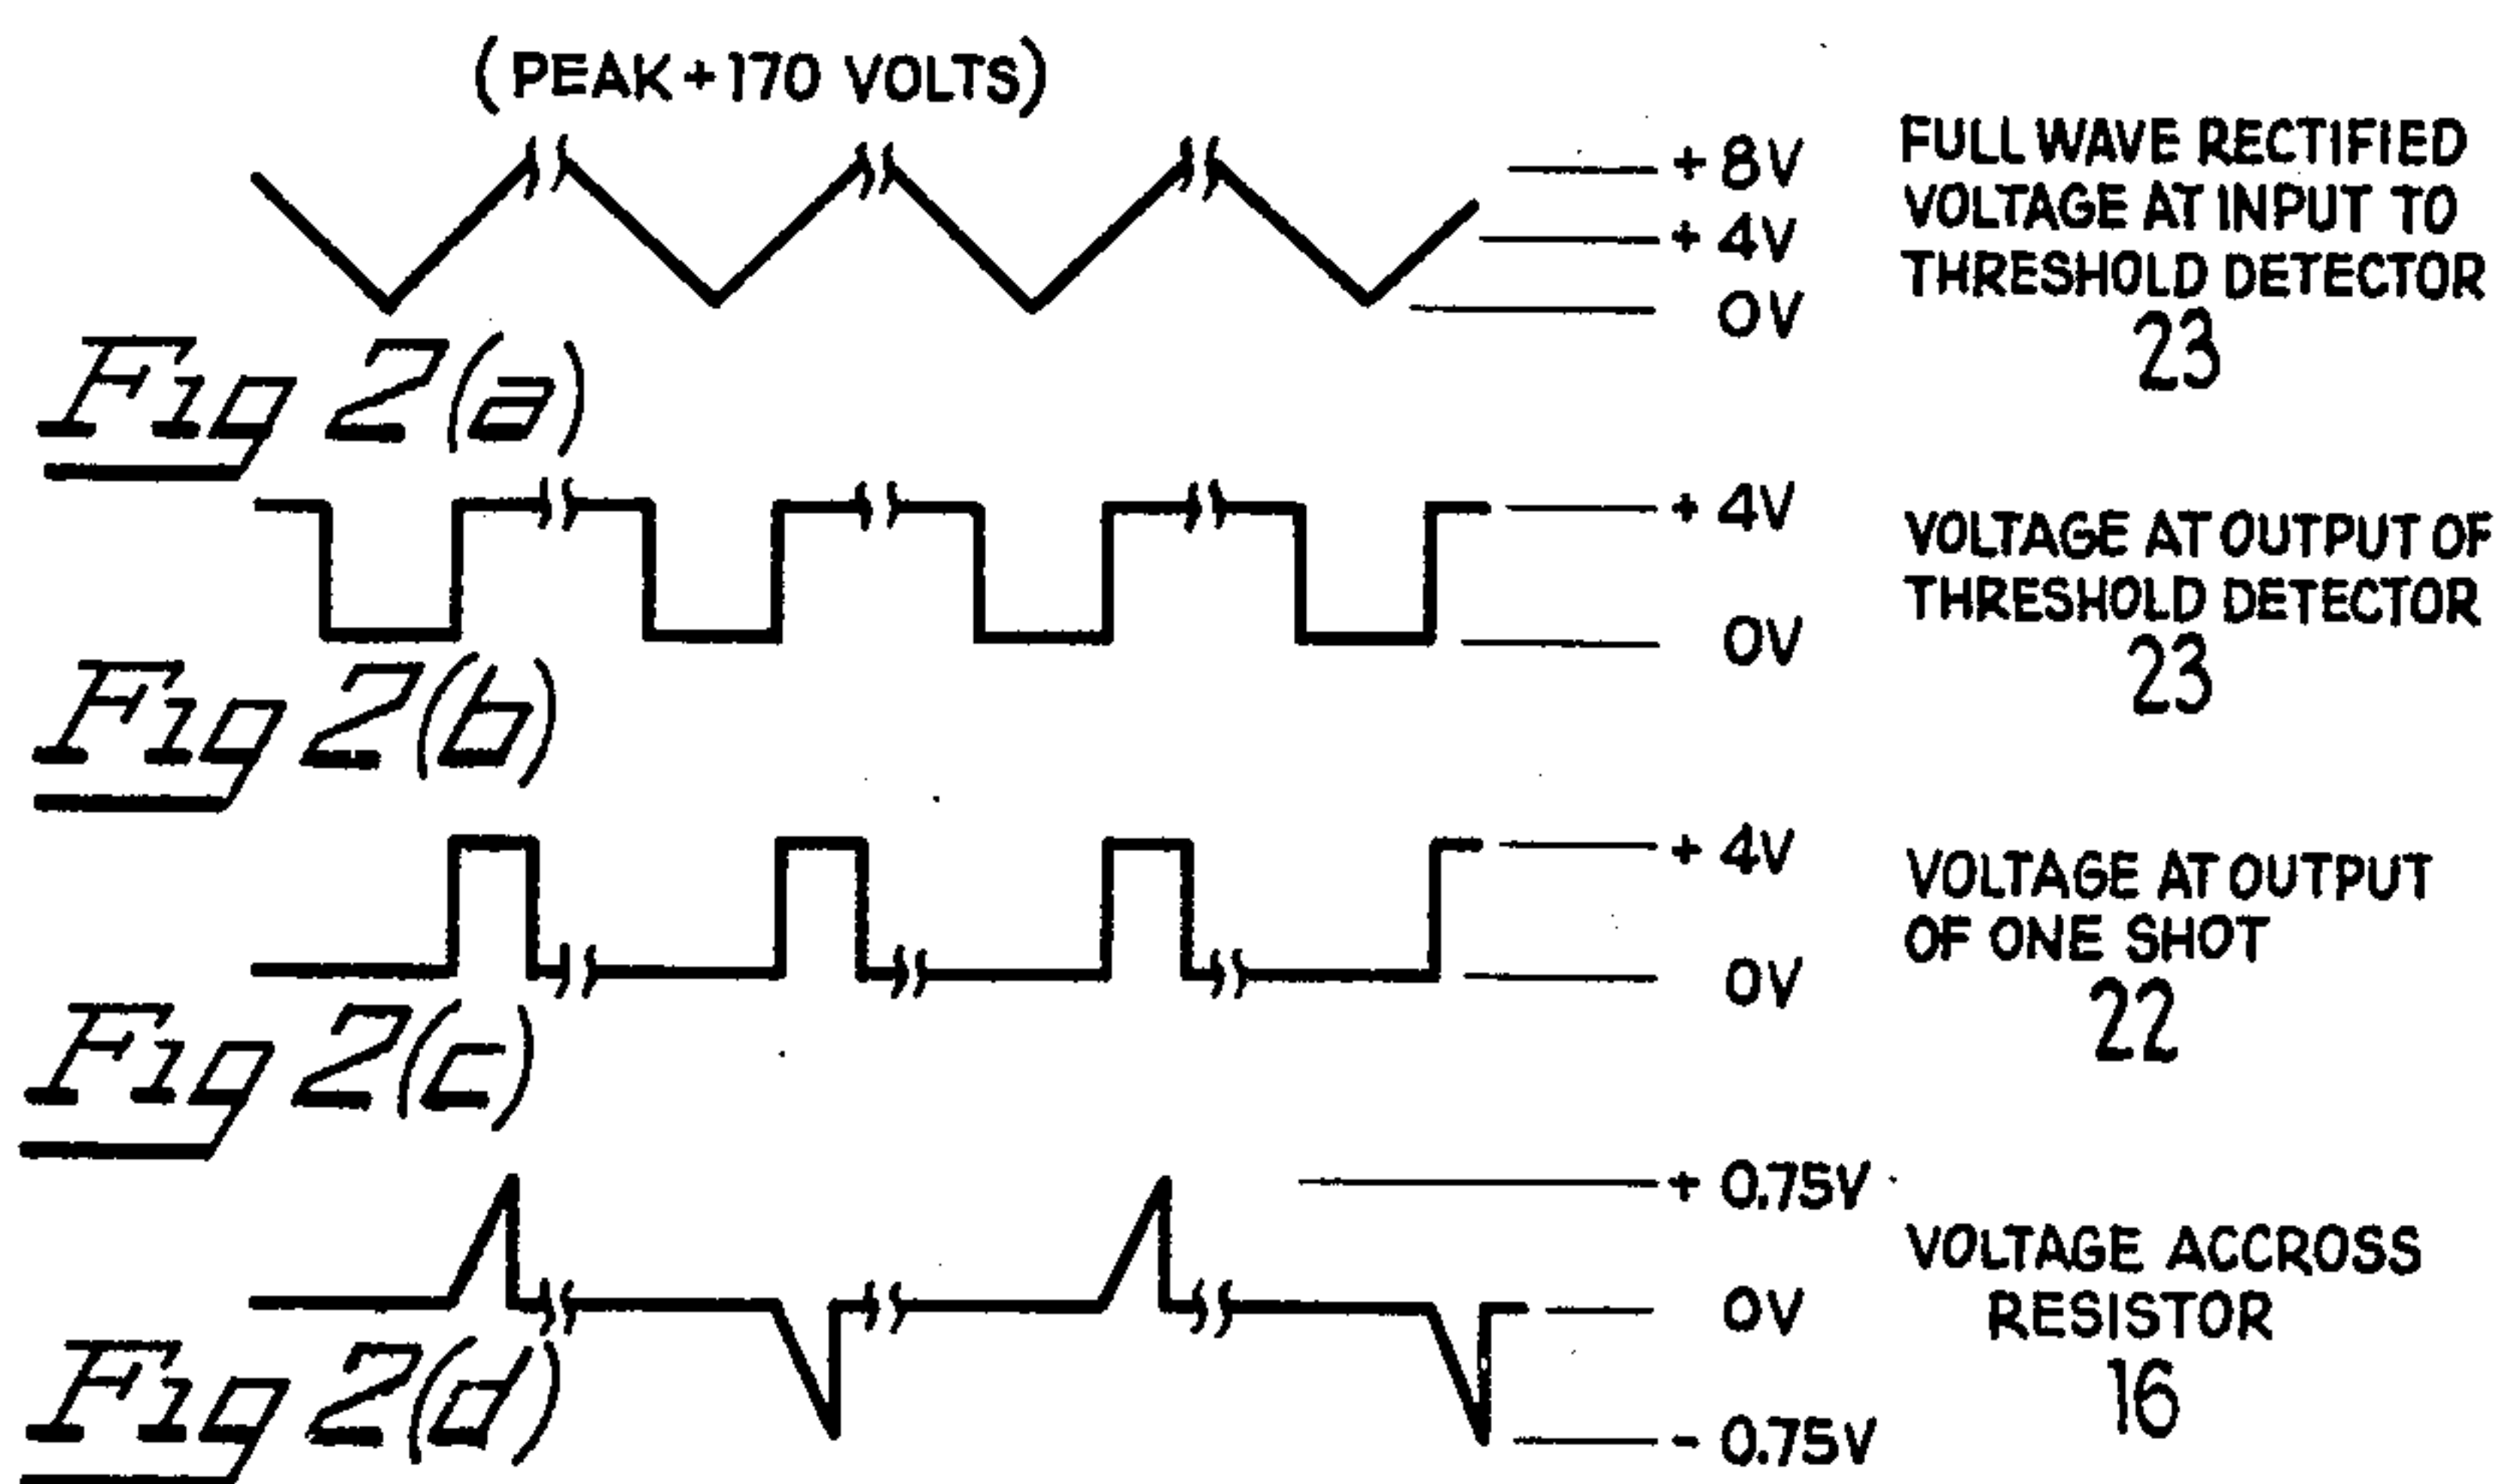 (PEAK + 170 VOLTS)
+ 8V
+ 4V
0V
FULL WAVE RECTIFIED
VOLTAGE AT INPUT TO
THRESHOLD DETECTOR
23
Fig 2(a)
+ 4V
0V
VOLTAGE AT OUTPUT OF
THRESHOLD DETECTOR
23
Fig 2(b)
+ 4V
0V
VOLTAGE AT OUTPUT
OF ONE SHOT
22
Fig 2(c)
+ 0.75V
0V
- 0.75V
VOLTAGE ACCROSS
RESISTOR
16
Fig 2(d)